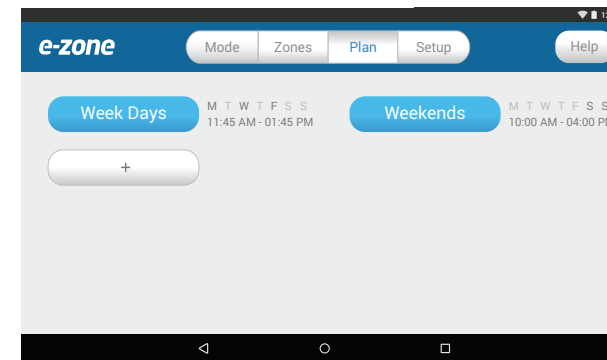 e-zone
Mode Zones Plan Setup
Help
Week Days
M T W T F S S
11:45 AM - 01:45 PM
Weekends
M T W T F S S
10:00 AM - 04:00 PM
+